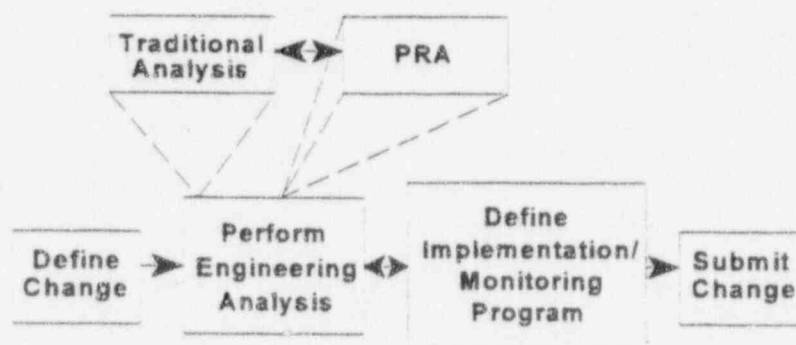 Traditional
Analysis
PRA
Define
Change
Perform
Engineering
Analysis
Define
Implementation/
Monitoring
Program
Submit
Change